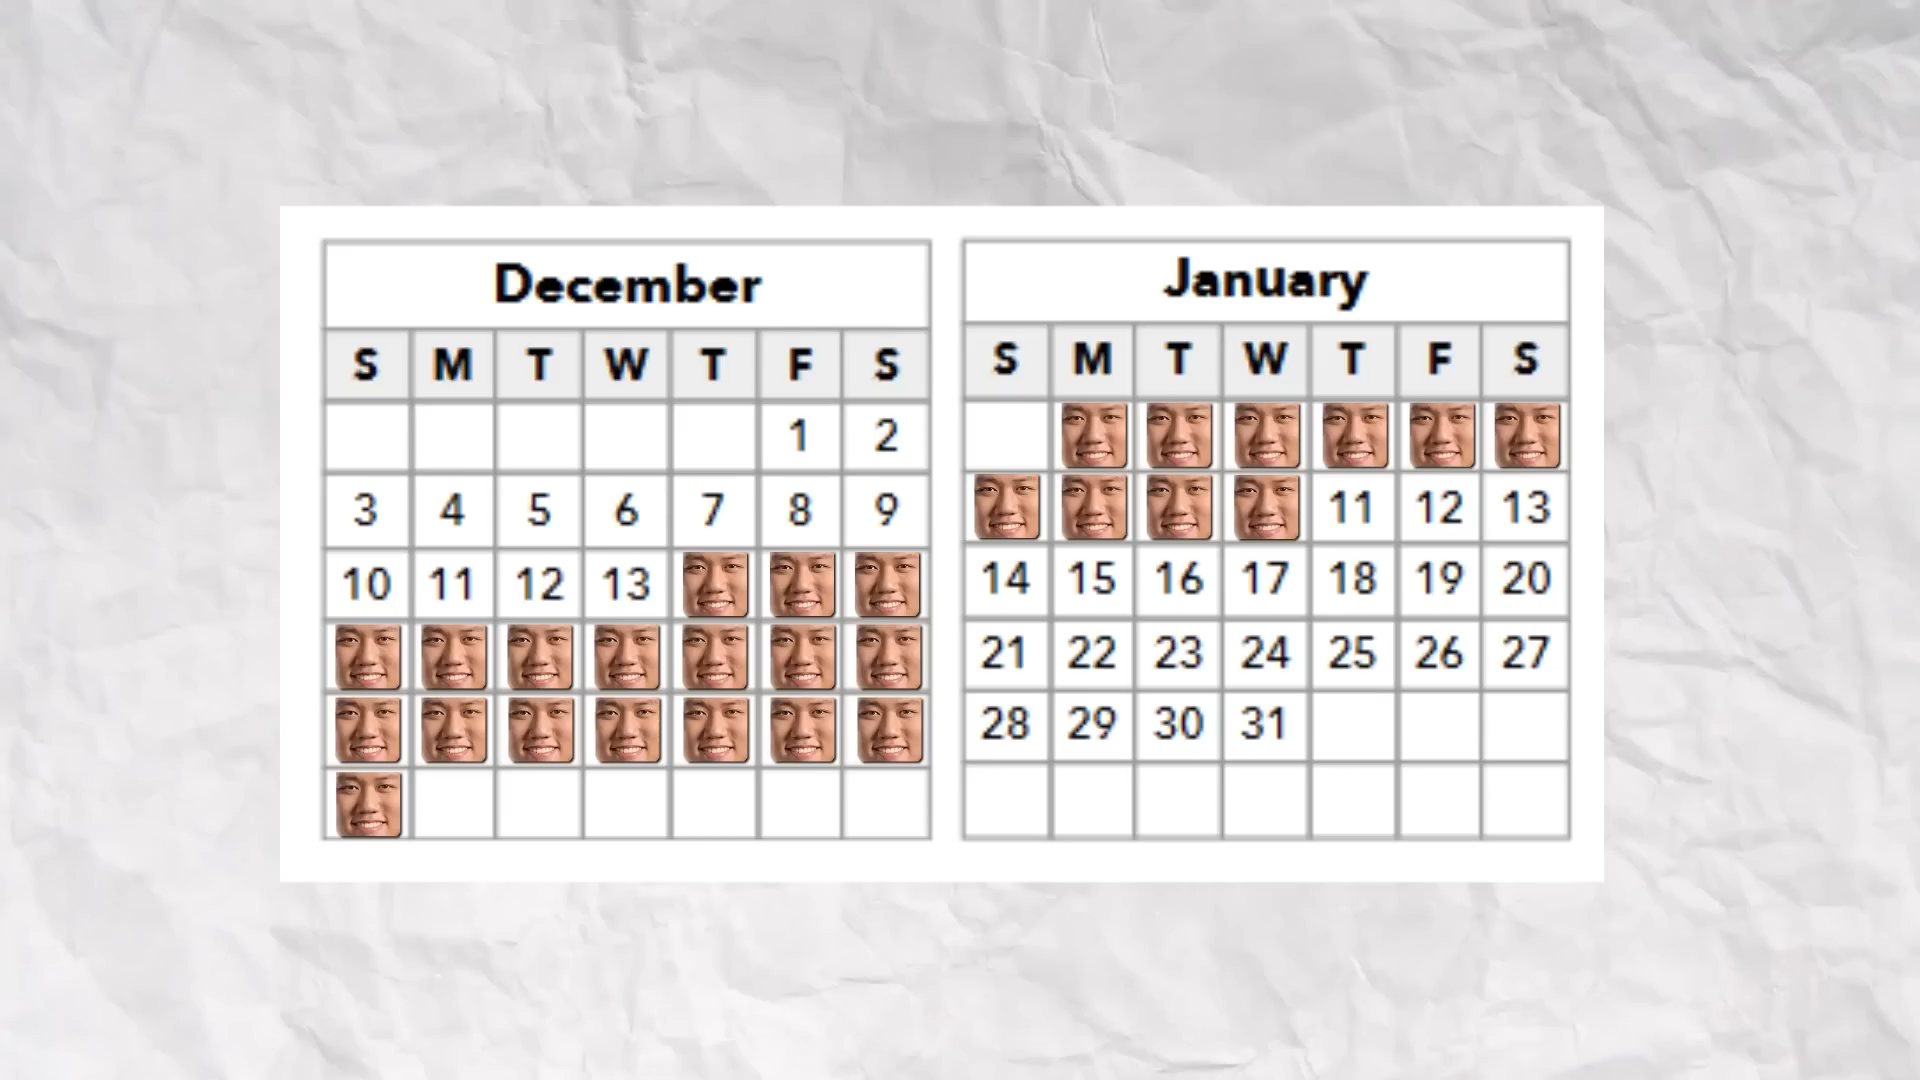 December
S M T W T F S
1 2
3 4 5 6 7 8 9
10 11 12 13
January
S M T W T F S
11 12 13
14 15 16 17 18 19 20
21 22 23 24 25 26 27
28 29 30 31